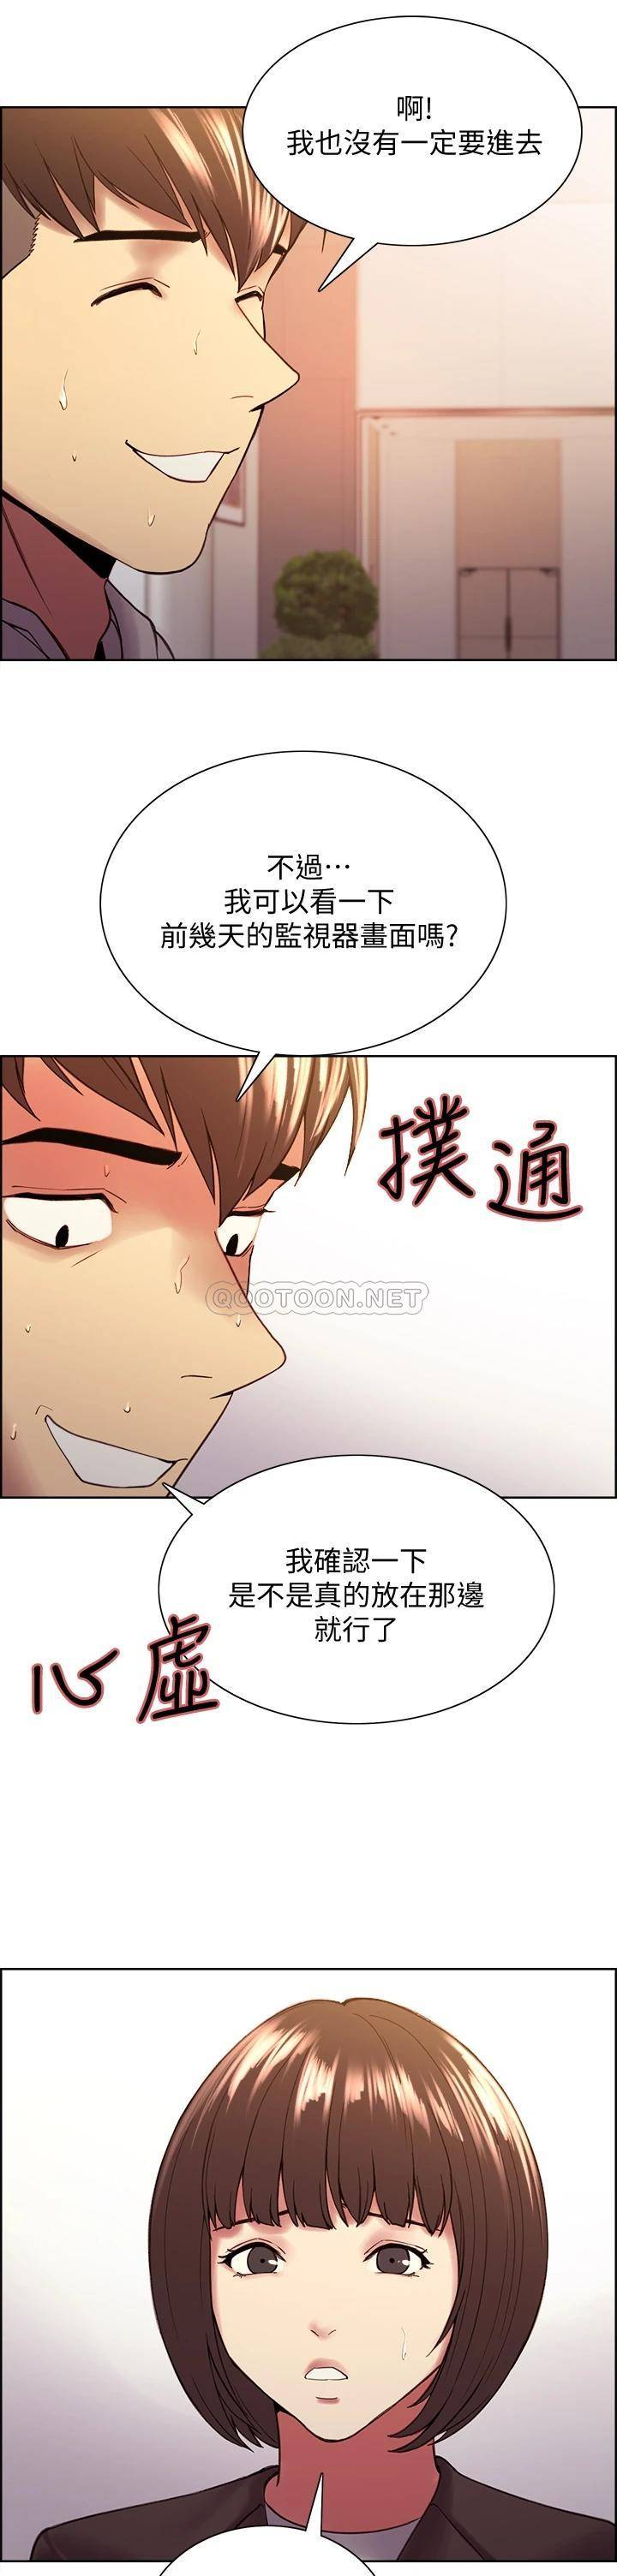 啊!
我也沒有一定要進去
不過…
我可以看一下
前幾天的監視器畫面嗎?
撲通
QOOTOON.NET
我確認一下
是不是真的放在那邊
就行了
心虛